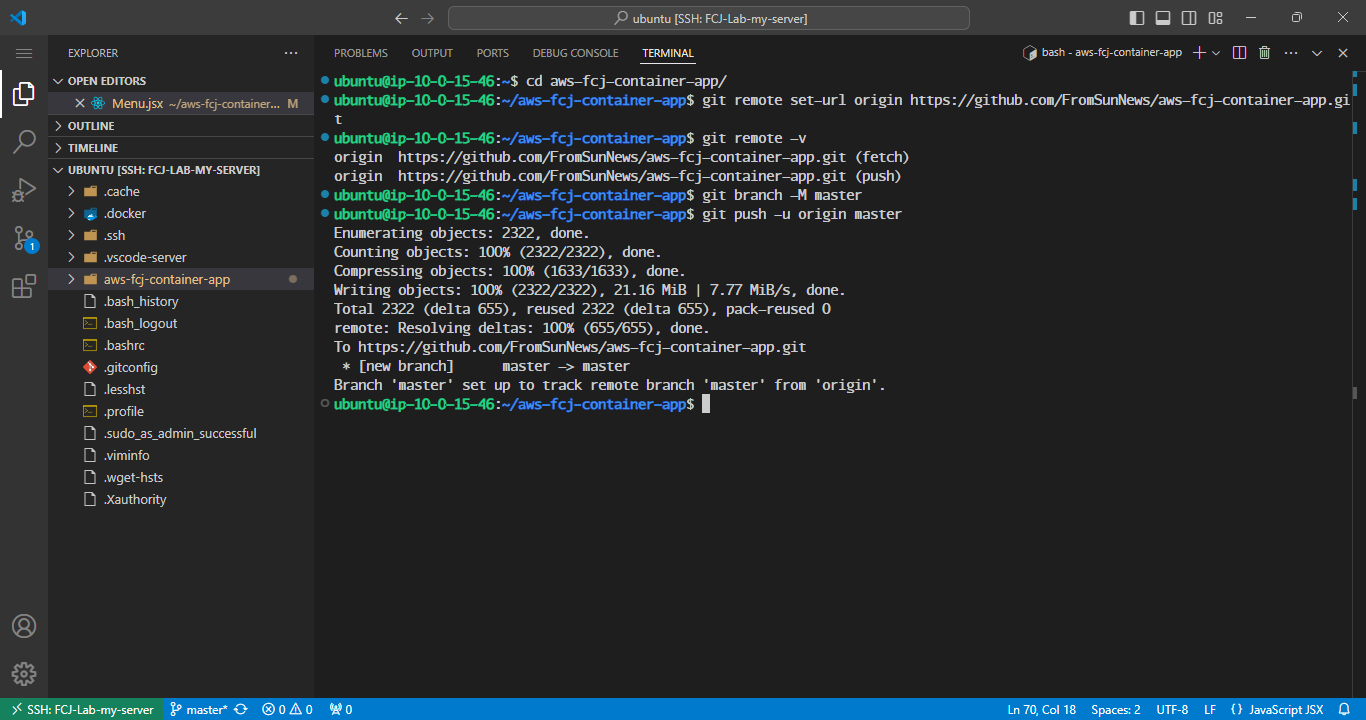 ubuntu [SSH: FCJ-Lab-my-server]
EXPLORER
OPEN EDITORS
Menu.jsx ~/aws-fcj-container... M
OUTLINE
TIMELINE
UBUNTU [SSH: FCJ-LAB-MY-SERVER]
.cache
.docker
.ssh
.vscode-server
aws-fcj-container-app
.bash_history
.bash_logout
.bashrc
.gitconfig
.lesshst
.profile
.sudo_as_admin_successful
.viminfo
.wget-hsts
.Xauthority
1
PROBLEMS OUTPUT PORTS DEBUG CONSOLE TERMINAL
bash - aws-fcj-container-app
ubuntu@ip-10-0-15-46:~$ cd aws-fcj-container-app/
ubuntu@ip-10-0-15-46:~/aws-fcj-container-app$ git remote set-url origin https://github.com/FromSunNews/aws-fcj-container-app.gi
t
ubuntu@ip-10-0-15-46:~/aws-fcj-container-app$ git remote -v
origin  https://github.com/FromSunNews/aws-fcj-container-app.git (fetch)
origin  https://github.com/FromSunNews/aws-fcj-container-app.git (push)
ubuntu@ip-10-0-15-46:~/aws-fcj-container-app$ git branch -M master
ubuntu@ip-10-0-15-46:~/aws-fcj-container-app$ git push -u origin master
Enumerating objects: 2322, done.
Counting objects: 100% (2322/2322), done.
Compressing objects: 100% (1633/1633), done.
Writing objects: 100% (2322/2322), 21.16 MiB | 7.77 MiB/s, done.
Total 2322 (delta 655), reused 2322 (delta 655), pack-reused 0
remote: Resolving deltas: 100% (655/655), done.
To https://github.com/FromSunNews/aws-fcj-container-app.git
 * [new branch]      master -> master
Branch 'master' set up to track remote branch 'master' from 'origin'.
ubuntu@ip-10-0-15-46:~/aws-fcj-container-app$
SSH: FCJ-Lab-my-server master* 0 0 0 Ln 70, Col 18 Spaces: 2 UTF-8 LF {} JavaScript JSX